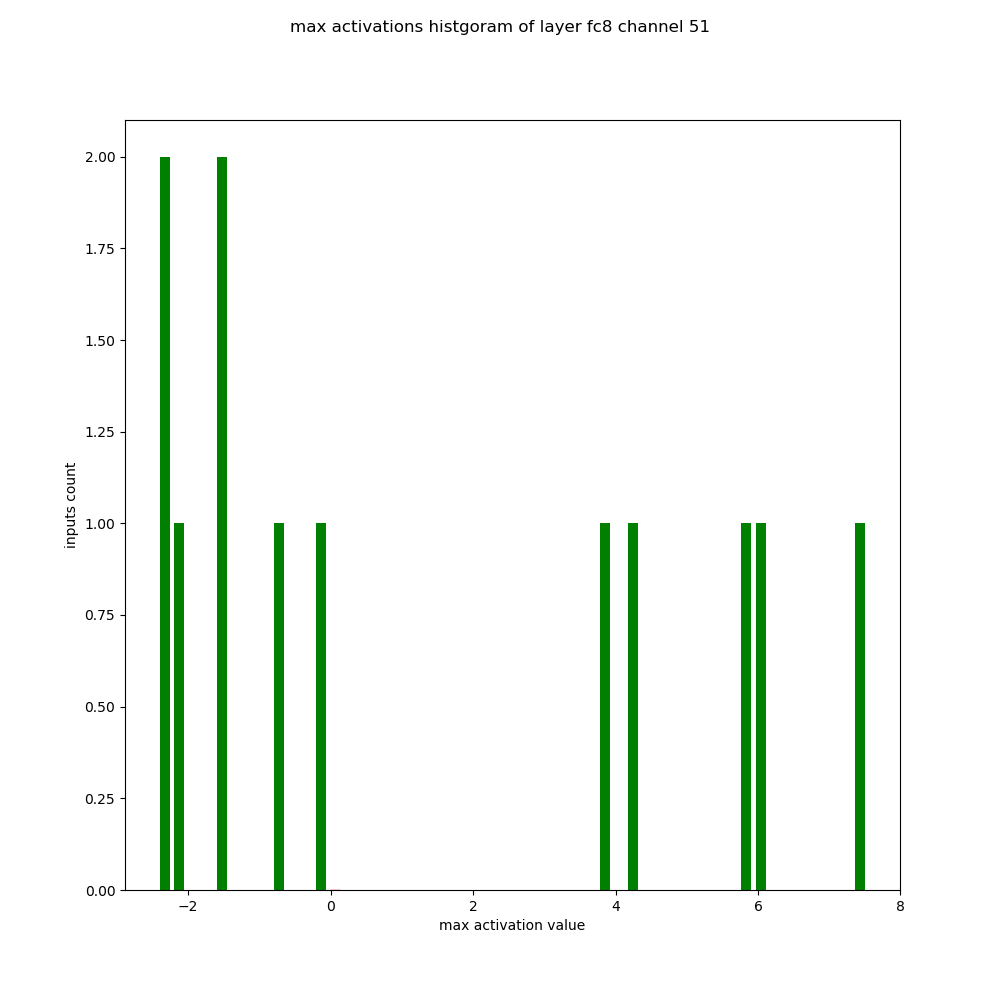 max activations histgoram of layer fc8 channel 51
2.00
1.75
1.50
1.25
1.00
0.75
0.50
0.25
0.00
inputs count
−2 0 2 4 6 8
max activation value